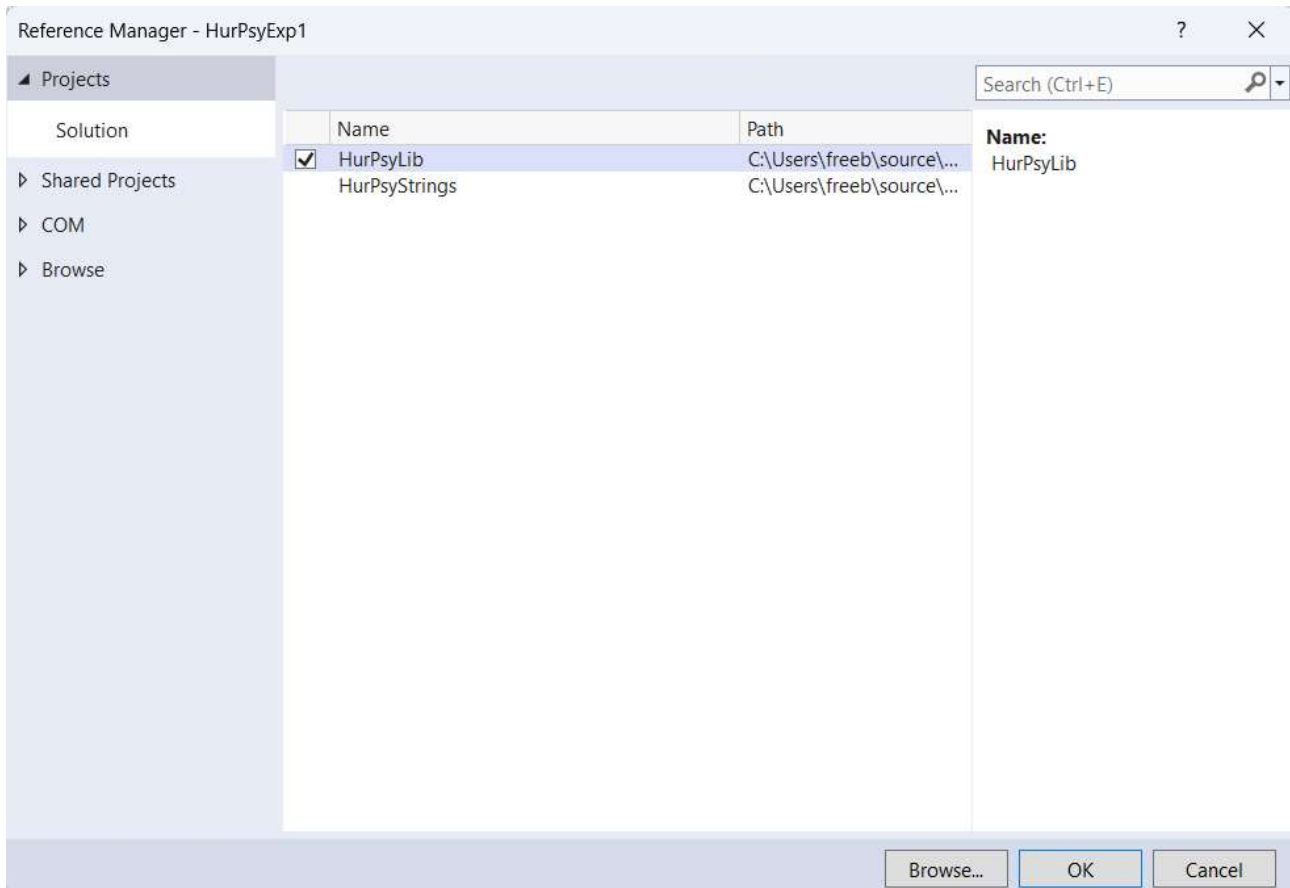 Reference Manager - HurPsyExp1 ?
Projects
Search (Ctrl+E)
Solution
Name Path
Name:
HurPsyLib C:\Users\freeb\source\...
HurPsyLib
Shared Projects
HurPsyStrings C:\Users\freeb\source\...
COM
Browse
Browse... OK Cancel